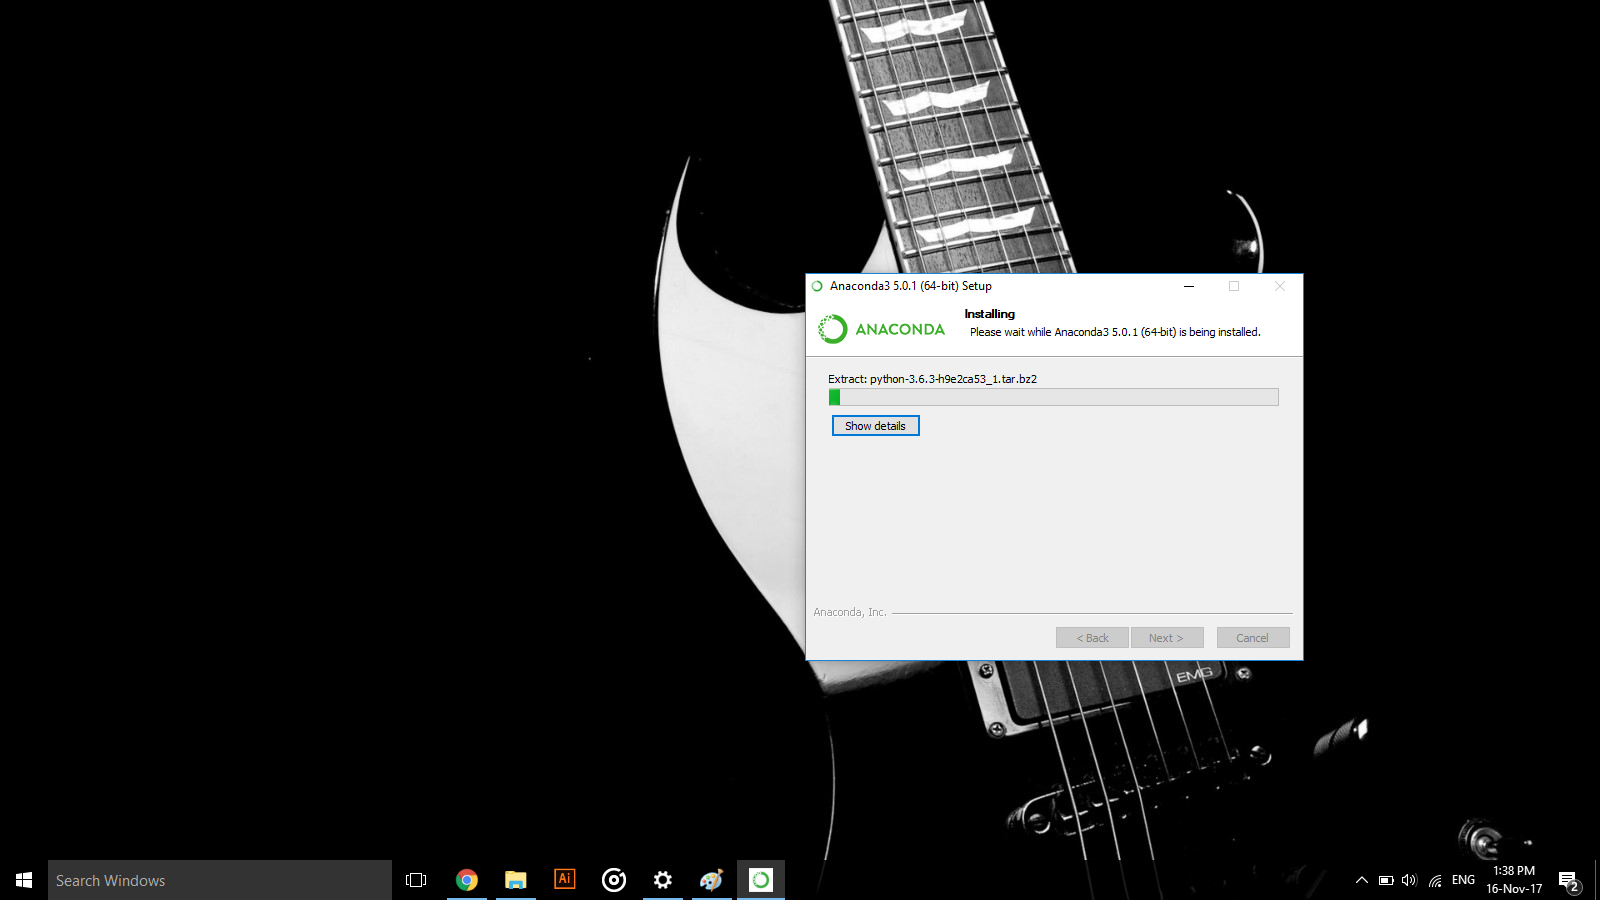 Anaconda3 5.0.1 (64-bit) Setup
ANACONDA
Installing
Please wait while Anaconda3 5.0.1 (64-bit) is being installed.
Extract: python-3.6.3-h9e2ca53_1.tar.bz2
Show details
Anaconda, Inc.
< Back
Next >
Cancel
EMG
Search Windows
Ai
ENG
1:38 PM
16-Nov-17
2